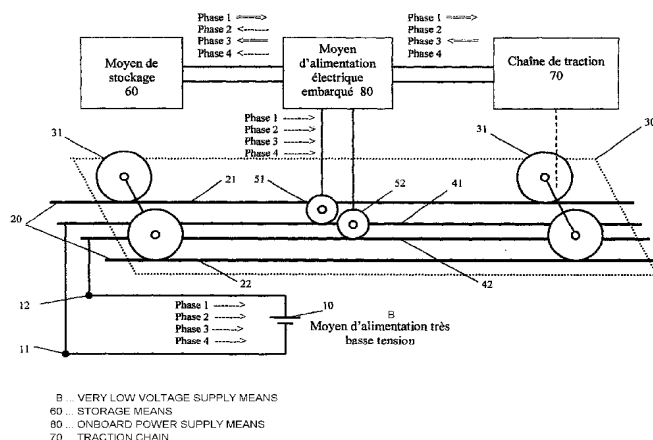 Phase 1
Phase 2
Phase 3
Phase 4
Phase 1
Phase 2
Phase 3
Phase 4
Moyen de
stockage
60
Moyen
d'alimentation
électrique
embarqué 80
Chaîne de traction
70
Phase 1
Phase 2
Phase 3
Phase 4
31
31
30
21
51
52
41
20
22
42
12
11
Phase 1
Phase 2
Phase 3
Phase 4
10
B
Moyen d'alimentation très
basse tension
B ... VERY LOW VOLTAGE SUPPLY MEANS
60 ... STORAGE MEANS
80 ... ONBOARD POWER SUPPLY MEANS
70 ... TRACTION CHAIN